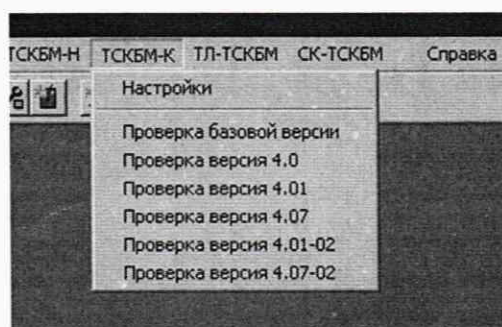 ТСКБМ-Н ТСКБМ-К ТЛ-ТСКБМ СК-ТСКБМ Справка
Настройки
Проверка базовой версии
Проверка версия 4.0
Проверка версия 4.01
Проверка версия 4.07
Проверка версия 4.01-02
Проверка версия 4.07-02